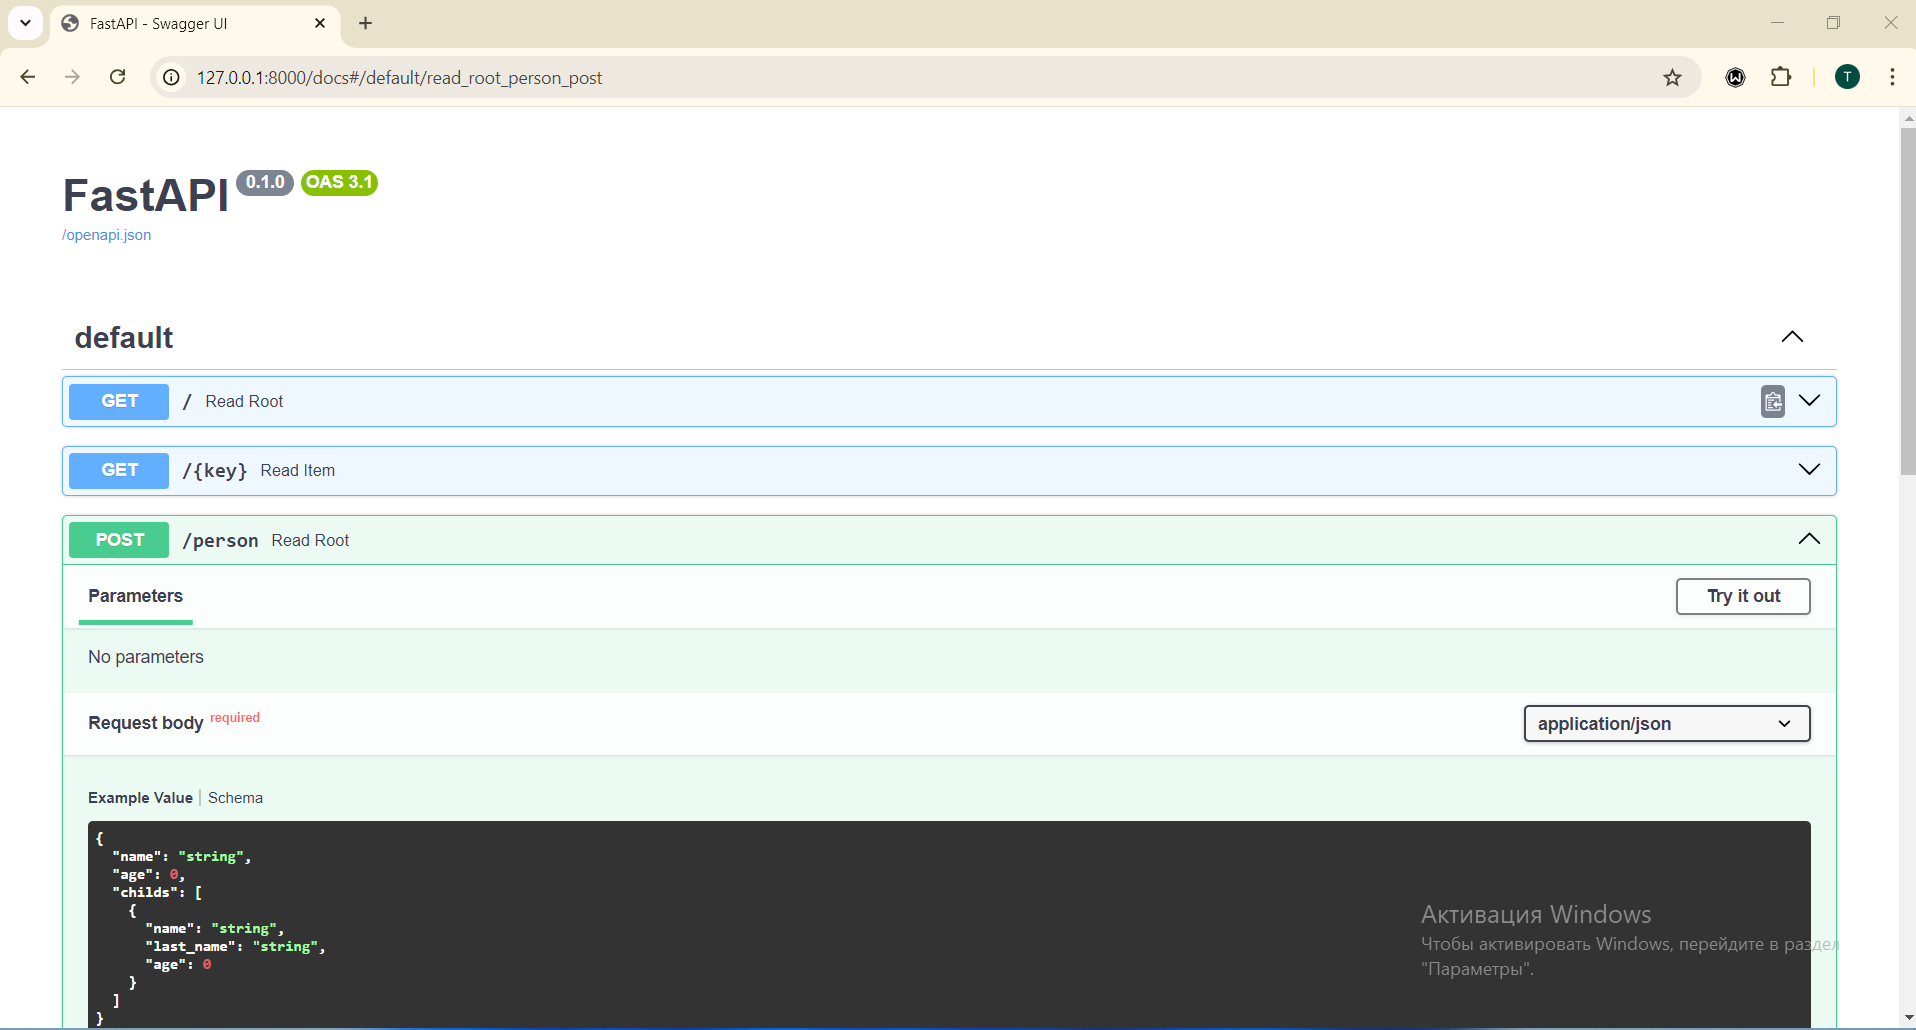 FastAPI - Swagger UI
127.0.0.1:8000/docs#/default/read_root_person_post
T
FastAPI 0.1.0 OAS 3.1
/openapi.json
default
GET / Read Root
GET /{key} Read Item
POST /person Read Root
Parameters
Try it out
No parameters
Request body required
application/json
Example Value | Schema
{
  "name": "string",
  "age": 0,
  "childs": [
    {
      "name": "string",
      "last_name": "string",
      "age": 0
    }
  ]
}
Активация Windows
Чтобы активировать Windows, перейдите в раздел
"Параметры".